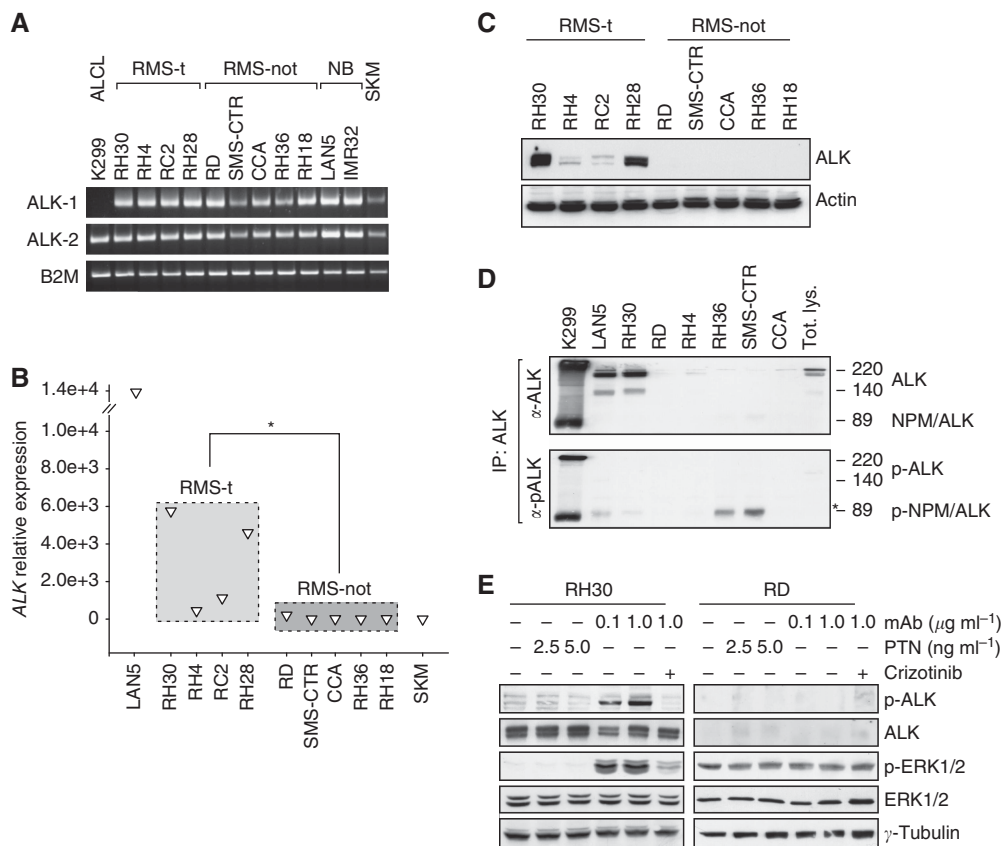 A
ALCL
RMS-t
RMS-not
NB
SKM
K299
RH30
RH4
RC2
RH28
RD
SMS-CTR
CCA
RH36
RH18
LAN5
IMR32
ALK-1
ALK-2
B2M
B
ALK relative expression
1.4e+4
1.0e+4
8.0e+3
6.0e+3
4.0e+3
2.0e+3
0
*
RMS-t
RMS-not
LAN5
RH30
RH4
RC2
RH28
RD
SMS-CTR
CCA
RH36
RH18
SKM
C
RMS-t
RMS-not
RH30
RH4
RC2
RH28
RD
SMS-CTR
CCA
RH36
RH18
ALK
Actin
D
K299
LAN5
RH30
RD
RH4
RH36
SMS-CTR
CCA
Tot. lys.
IP: ALK
α-ALK
– 220
– 140
– 89
ALK
NPM/ALK
α-pALK
– 220
– 140
*– 89
p-ALK
p-NPM/ALK
E
RH30
RD
– – – 0.1 1.0 1.0 – – – 0.1 1.0 1.0 mAb (μg ml⁻¹)
– 2.5 5.0 – – – – 2.5 5.0 – – – PTN (ng ml⁻¹)
– – – – – + – – – – – + Crizotinib
p-ALK
ALK
p-ERK1/2
ERK1/2
γ-Tubulin